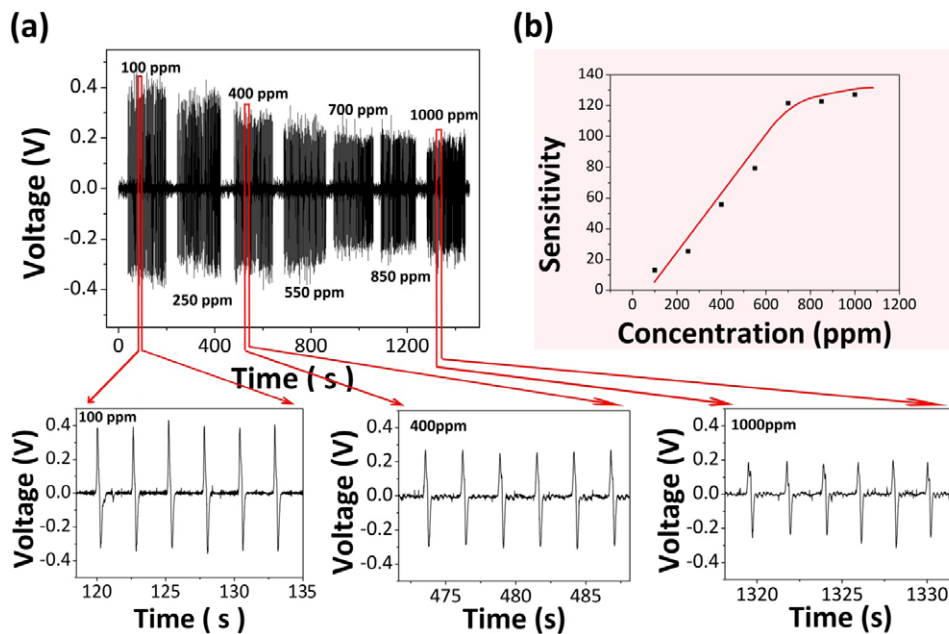 (a)
Voltage (V)
0.4
0.2
0.0
-0.2
-0.4
100 ppm
400 ppm
700 ppm
1000 ppm
250 ppm
550 ppm
850 ppm
0
400
800
1200
Time ( s )
(b)
Sensitivity
140
120
100
80
60
40
20
0
0
200
400
600
800
1000
1200
Concentration (ppm)
100 ppm
Voltage (V)
0.4
0.2
0.0
-0.2
-0.4
120
125
130
135
Time ( s )
400ppm
Voltage (V)
0.4
0.2
0.0
-0.2
-0.4
475
480
485
Time (s)
1000ppm
Voltage (V)
0.4
0.2
0.0
-0.2
-0.4
1320
1325
1330
Time (s)